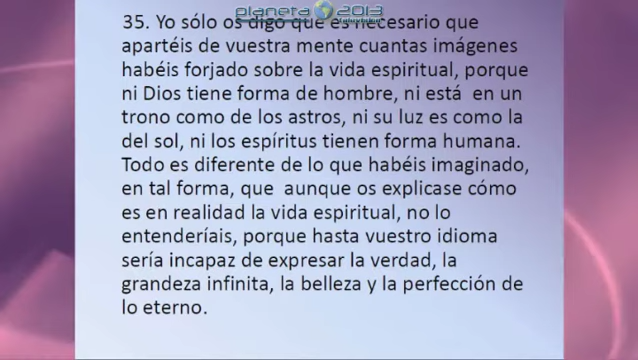 planeta 2013
35. Yo sólo os digo que es necesario que
apartéis de vuestra mente cuantas imágenes
habéis forjado sobre la vida espiritual, porque
ni Dios tiene forma de hombre, ni está  en un
trono como de los astros, ni su luz es como la
del sol, ni los espíritus tienen forma humana.
Todo es diferente de lo que habéis imaginado,
en tal forma, que  aunque os explicase cómo
es en realidad la vida espiritual, no lo
entenderíais, porque hasta vuestro idioma
sería incapaz de expresar la verdad, la
grandeza infinita, la belleza y la perfección de
lo eterno.